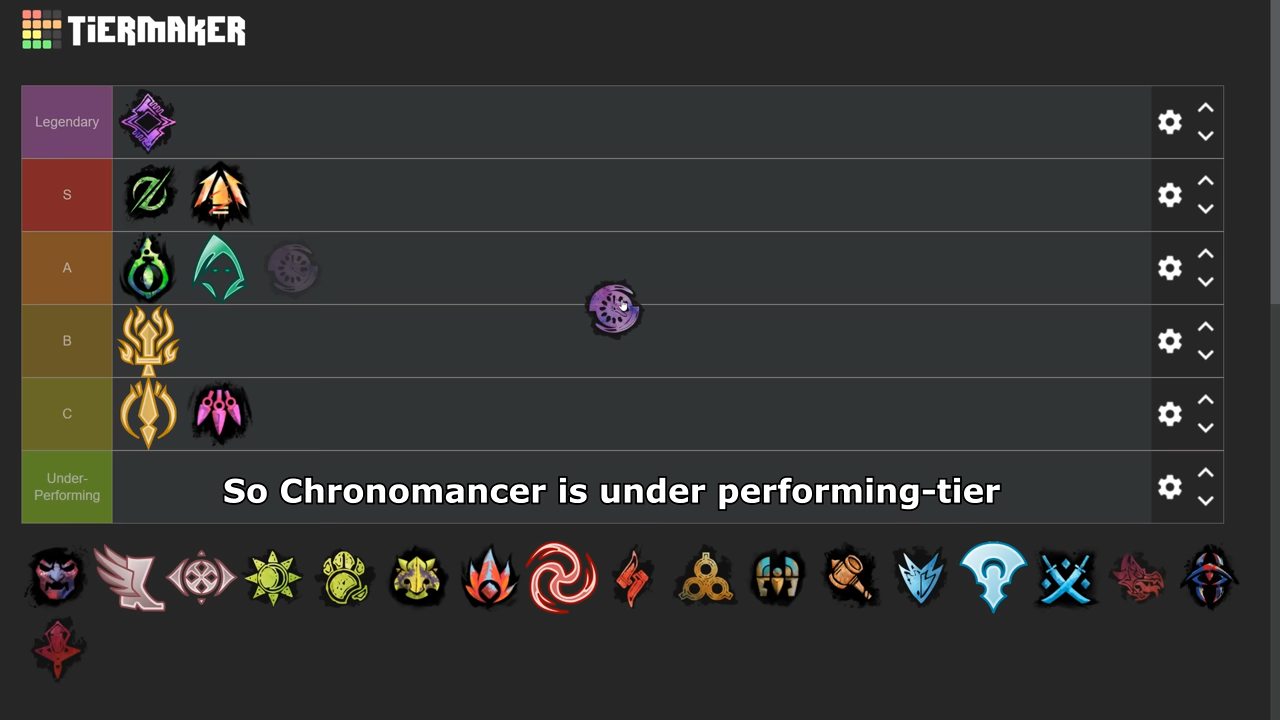 TiERMAKER
Legendary
S
A
B
C
Under-
Performing
So Chronomancer is under performing-tier